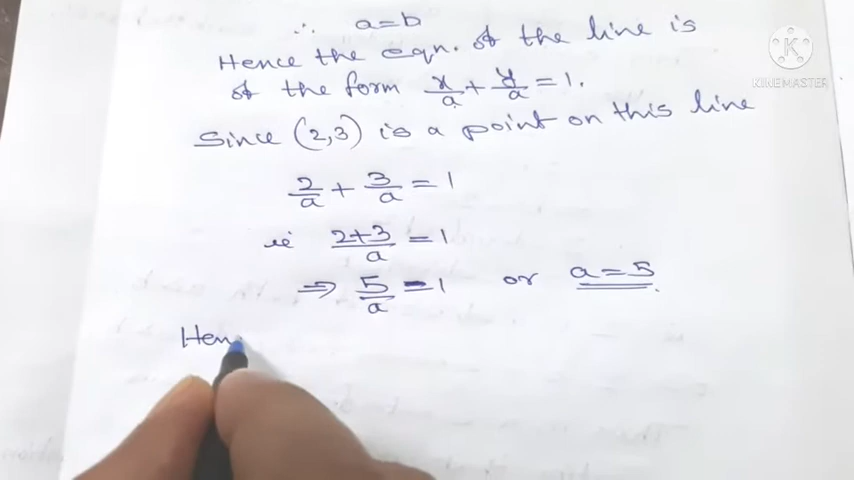 ∴ a=b
Hence the eqn. of the line is
of the form x/a + y/a = 1.
Since (2,3) is a point on this line
2/a + 3/a = 1
ie 2+3/a = 1
⇒ 5/a = 1 or a = 5
Hen
K
KINEMASTER